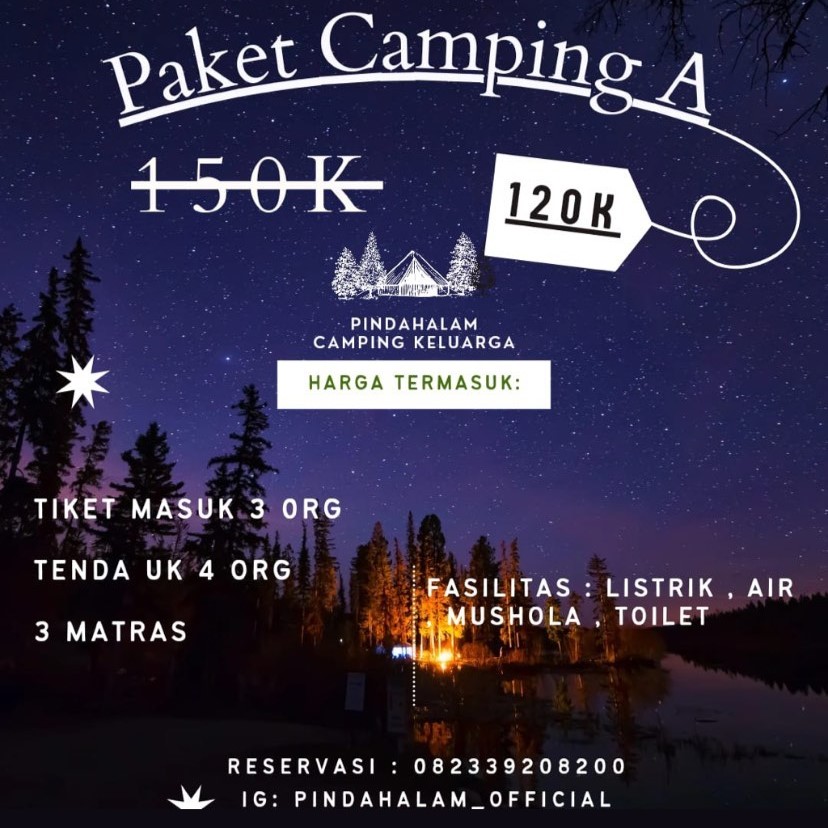 Paket Camping A
150K
120K
PINDAHALAM
CAMPING KELUARGA
HARGA TERMASUK:
TIKET MASUK 3 ORG
TENDA UK 4 ORG
3 MATRAS
FASILITAS : LISTRIK , AIR
, MUSHOLA , TOILET
RESERVASI : 082339208200
IG: PINDAHALAM_OFFICIAL